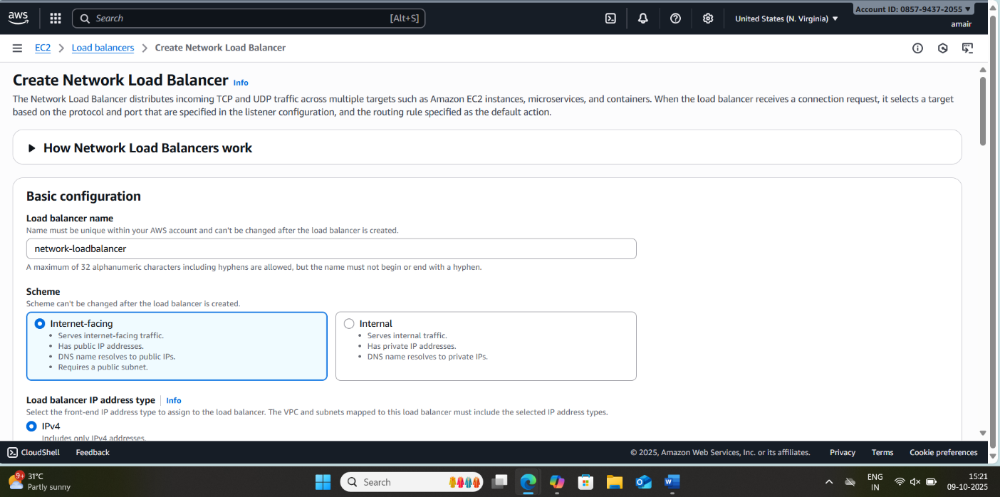 aws
Search [Alt+S]
United States (N. Virginia) ▼
Account ID: 0857-9437-2055 ▼
amair
EC2 > Load balancers > Create Network Load Balancer
Create Network Load Balancer Info
The Network Load Balancer distributes incoming TCP and UDP traffic across multiple targets such as Amazon EC2 instances, microservices, and containers. When the load balancer receives a connection request, it selects a target
based on the protocol and port that are specified in the listener configuration, and the routing rule specified as the default action.
How Network Load Balancers work
Basic configuration
Load balancer name
Name must be unique within your AWS account and can't be changed after the load balancer is created.
network-loadbalancer
A maximum of 32 alphanumeric characters including hyphens are allowed, but the name must not begin or end with a hyphen.
Scheme
Scheme can't be changed after the load balancer is created.
Internet-facing
• Serves internet-facing traffic.
• Has public IP addresses.
• DNS name resolves to public IPs.
• Requires a public subnet.
Internal
• Serves internal traffic.
• Has private IP addresses.
• DNS name resolves to private IPs.
Load balancer IP address type Info
Select the front-end IP address type to assign to the load balancer. The VPC and subnets mapped to this load balancer must include the selected IP address types.
IPv4
Includes only IPv4 addresses.
CloudShell Feedback © 2025, Amazon Web Services, Inc. or its affiliates. Privacy Terms Cookie preferences
9+
31°C
Partly sunny
Search
ENG
IN
15:21
09-10-2025